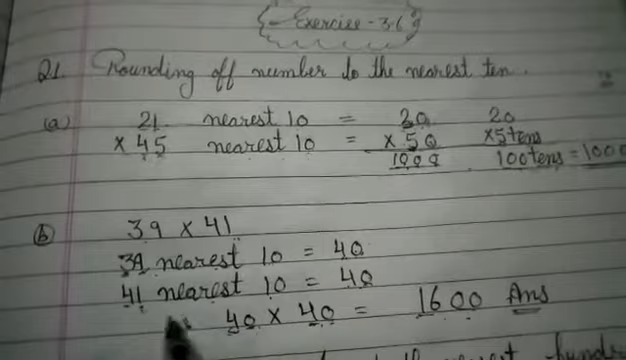 Exercise - 3.6
Q1. Rounding off number to the nearest ten.
(a) 21 nearest 10 = 20 20
× 45 nearest 10 = × 50 ×5 tens
1000 100 tens = 1000
(b) 39 × 41
39 nearest 10 = 40
41 nearest 10 = 40
40 × 40 = 1600 Ans
nearest